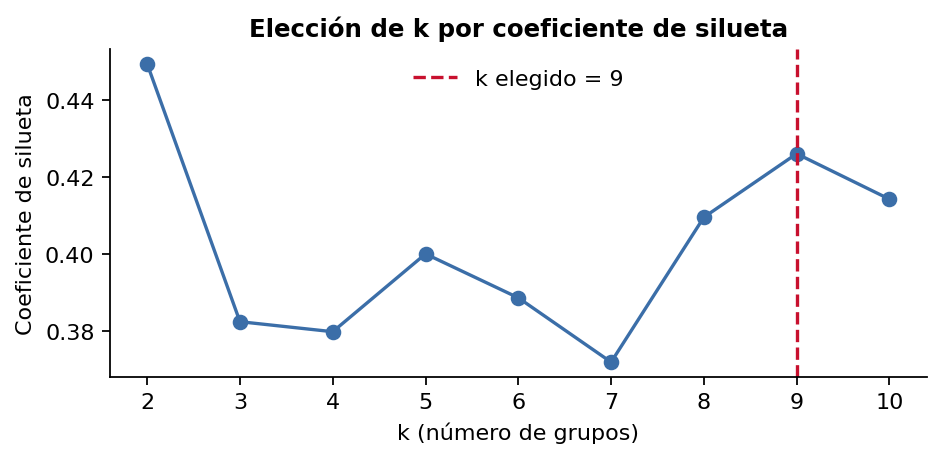 Elección de k por coeficiente de silueta
k elegido = 9
Coeficiente de silueta
0.44
0.42
0.40
0.38
2 3 4 5 6 7 8 9 10
k (número de grupos)